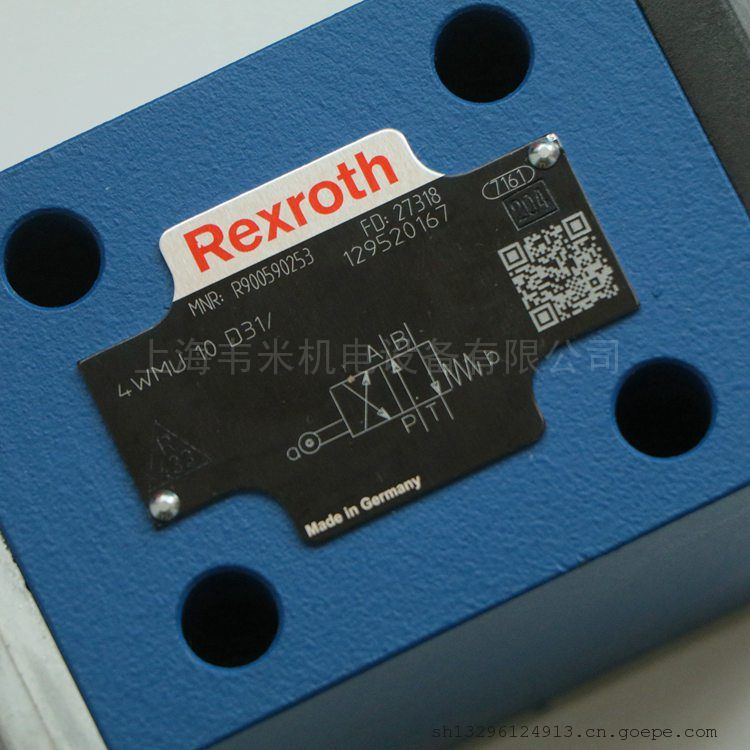 Rexroth
7161
204
MNR: R900590253
FD: 27318
129520167
4WMU 10 D31/
上海韦米机电设备有限公司
A B
a
b
P T
Made in Germany
sh13296124913.cn.goepe.com